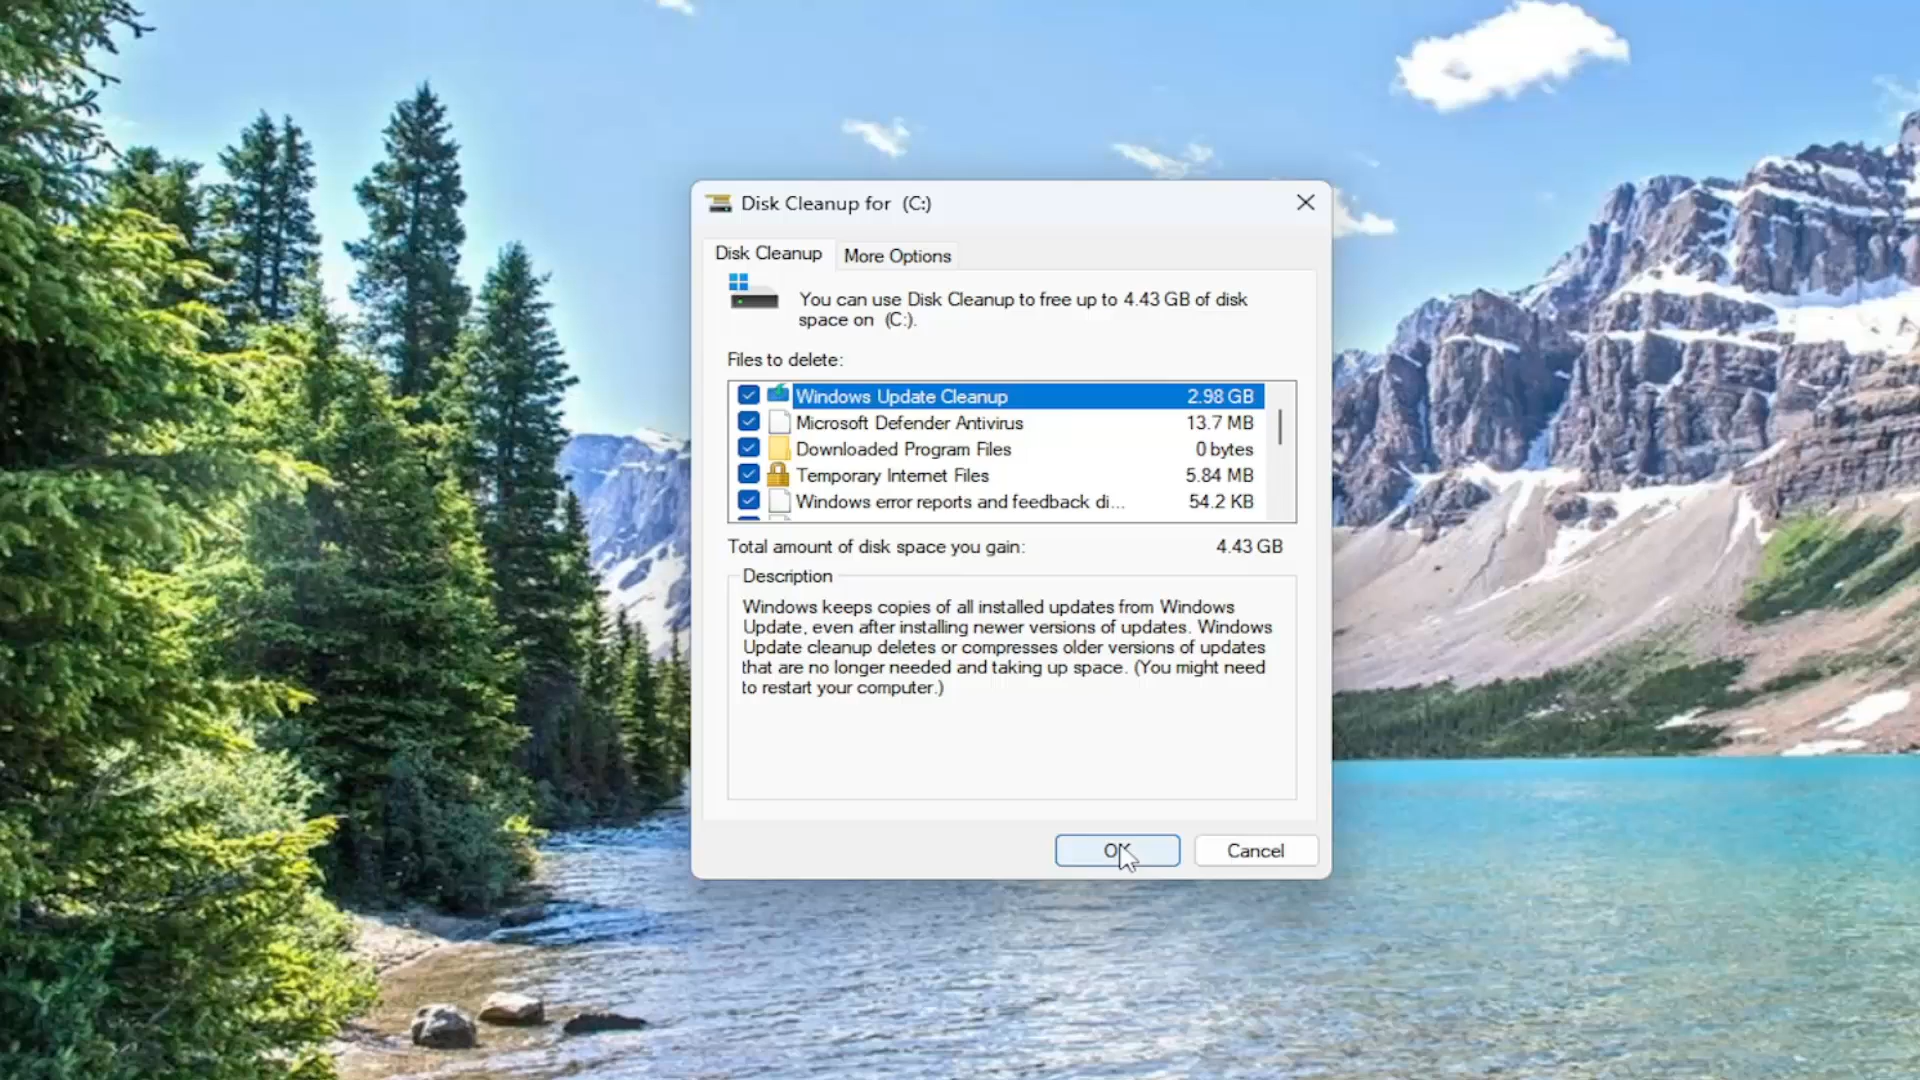 Disk Cleanup for (C:)
Disk Cleanup
More Options
You can use Disk Cleanup to free up to 4.43 GB of disk
space on (C:).
Files to delete:
Windows Update Cleanup 2.98 GB
Microsoft Defender Antivirus 13.7 MB
Downloaded Program Files 0 bytes
Temporary Internet Files 5.84 MB
Windows error reports and feedback di... 54.2 KB
Total amount of disk space you gain: 4.43 GB
Description
Windows keeps copies of all installed updates from Windows
Update, even after installing newer versions of updates. Windows
Update cleanup deletes or compresses older versions of updates
that are no longer needed and taking up space. (You might need
to restart your computer.)
OK
Cancel